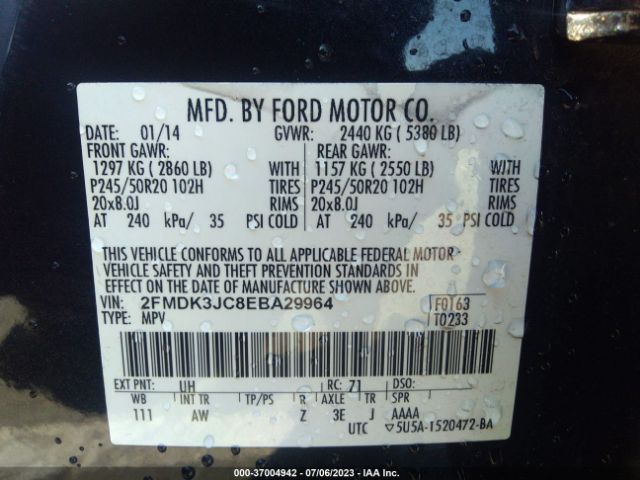 MFD. BY FORD MOTOR CO.
DATE: 01/14 GVWR: 2440 KG ( 5380 LB)
FRONT GAWR: REAR GAWR:
1297 KG ( 2860 LB) WITH 1157 KG ( 2550 LB) WITH
P245/50R20 102H TIRES P245/50R20 102H TIRES
20x8.0J RIMS 20x8.0J RIMS
AT 240 kPa/ 35 PSI COLD AT 240 kPa/ 35 PSI COLD
THIS VEHICLE CONFORMS TO ALL APPLICABLE FEDERAL MOTOR
VEHICLE SAFETY AND THEFT PREVENTION STANDARDS IN
EFFECT ON THE DATE OF MANUFACTURE SHOWN ABOVE.
VIN: 2FMDK3JC8EBA29964 F0163
TYPE: MPV T0233
EXT PNT: UH RC: 71 DSO:
WB INT TR TP/PS R AXLE TR SPR
111 AW Z 3E J AAAA
UTC ▽5U5A-1520472-BA
000-37004942 - 07/06/2023 - IAA Inc.